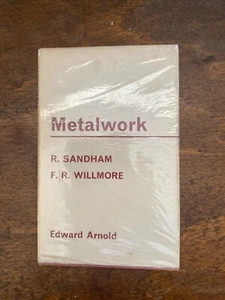 Metalwork
R. SANDHAM
F. R. WILLMORE
Edward Arnold